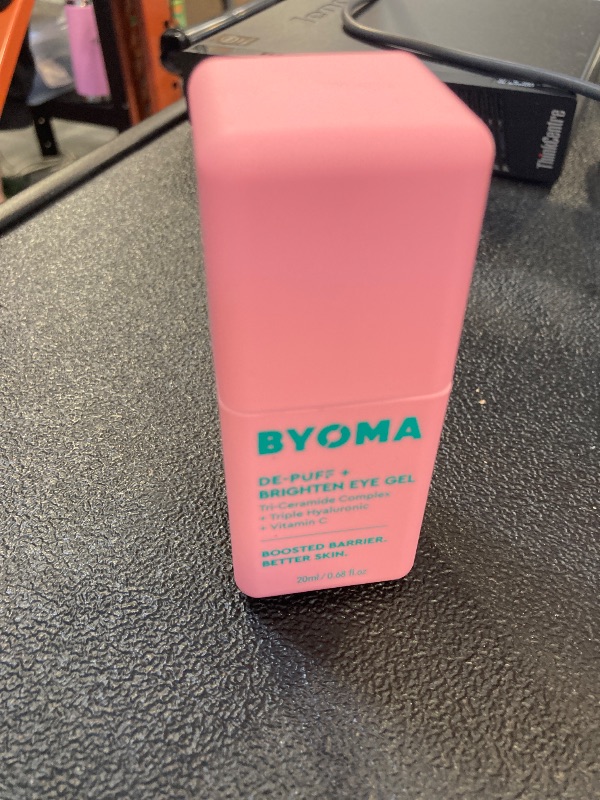 ThinkCentre
BYOMA
DE-PUFF +
BRIGHTEN EYE GEL
Tri-Ceramide Complex
+ Triple Hyaluronic
+ Vitamin C
BOOSTED BARRIER.
BETTER SKIN.
20ml / 0.68 fl.oz